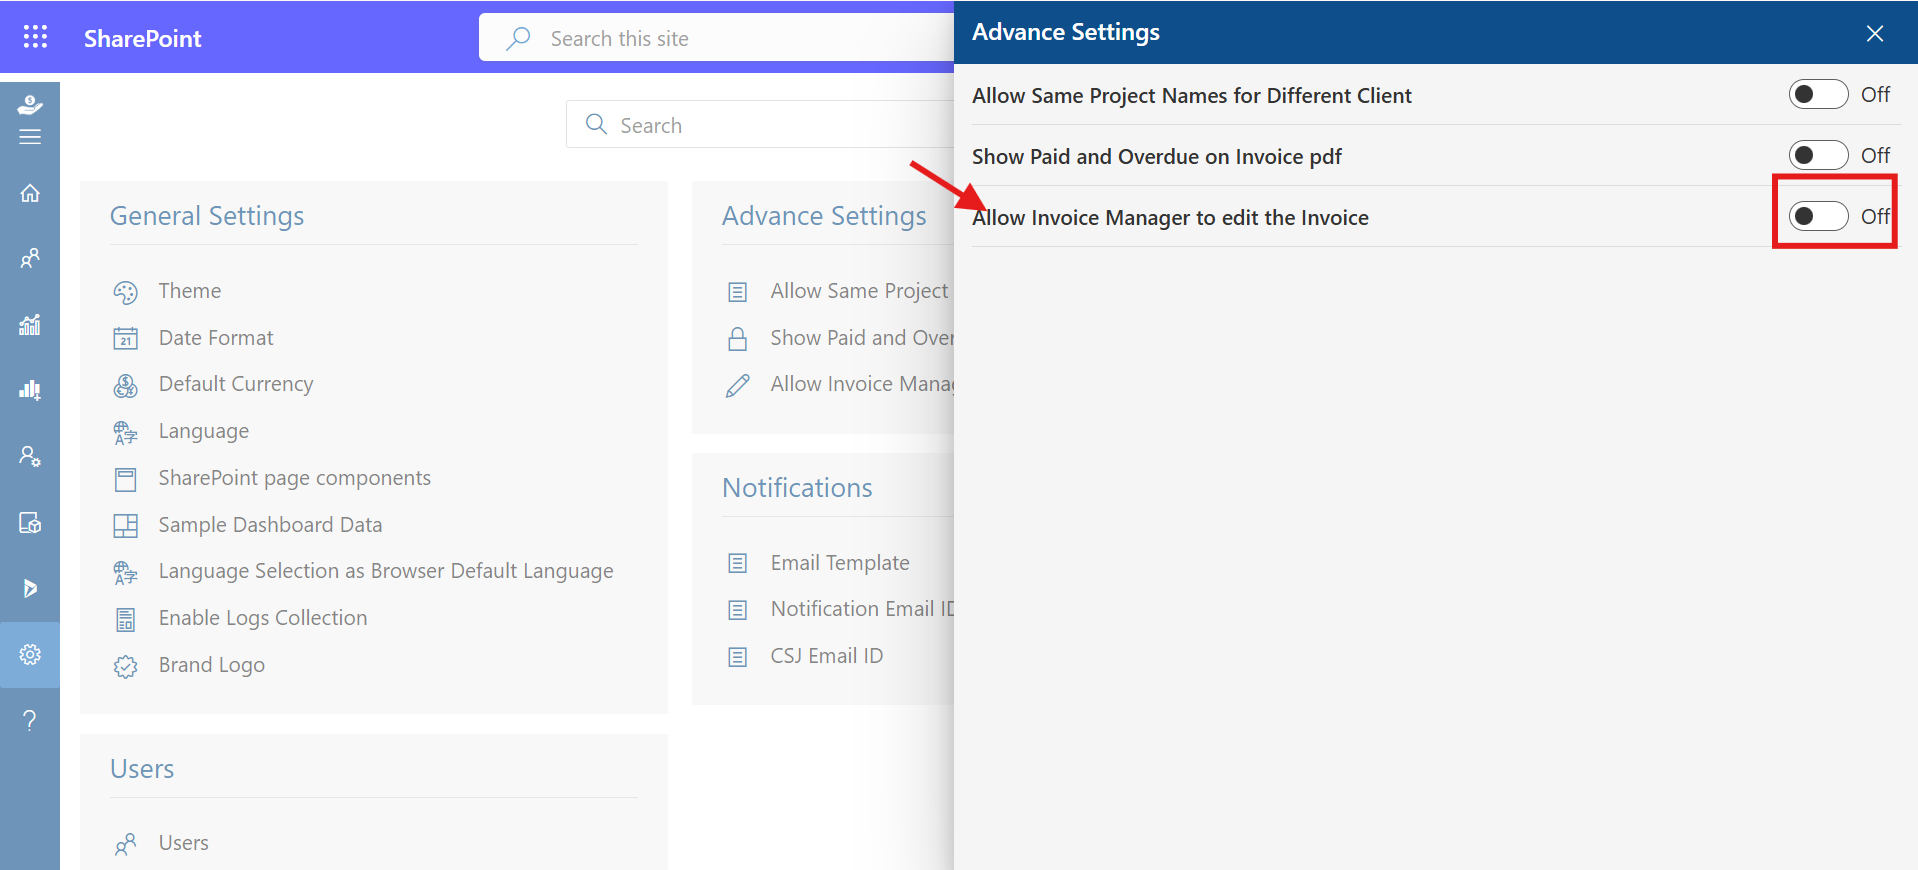 SharePoint
Search this site
Search
General Settings
Theme
21
Date Format
Default Currency
Language
SharePoint page components
Sample Dashboard Data
Language Selection as Browser Default Language
Enable Logs Collection
Brand Logo
Users
Users
Advance Settings
Allow Same Project
Show Paid and Over
Allow Invoice Manag
Notifications
Email Template
Notification Email ID
CSJ Email ID
Advance Settings
Allow Same Project Names for Different Client Off
Show Paid and Overdue on Invoice pdf Off
Allow Invoice Manager to edit the Invoice Off